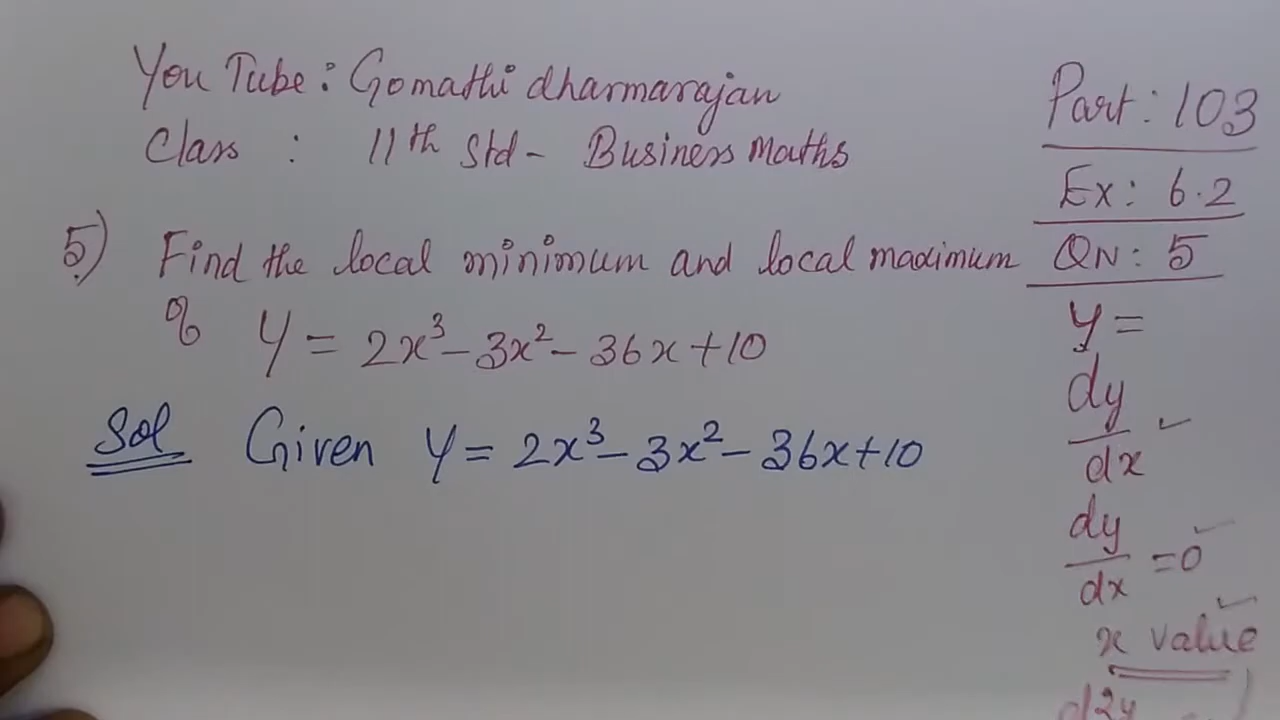 You Tube: Gomathi dharmarajan
Class : 11th Std- Business Maths
5) Find the local minimum and local maximum
of y = 2x³ - 3x² - 36x + 10
Sol Given y = 2x³ - 3x² - 36x + 10
Part: 103
Ex: 6.2
QN: 5
y =
dy/dx ✓
dy/dx = 0 ✓
x value ✓
d2y